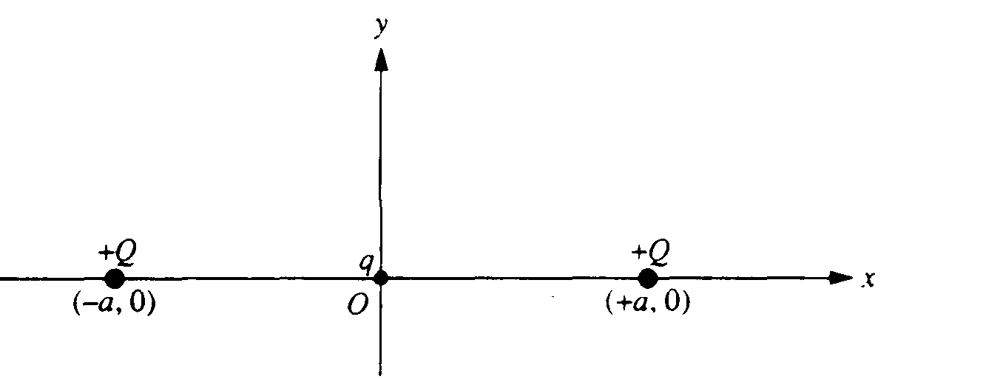 y
+Q
+Q
q
x
(−a, 0)
O
(+a, 0)